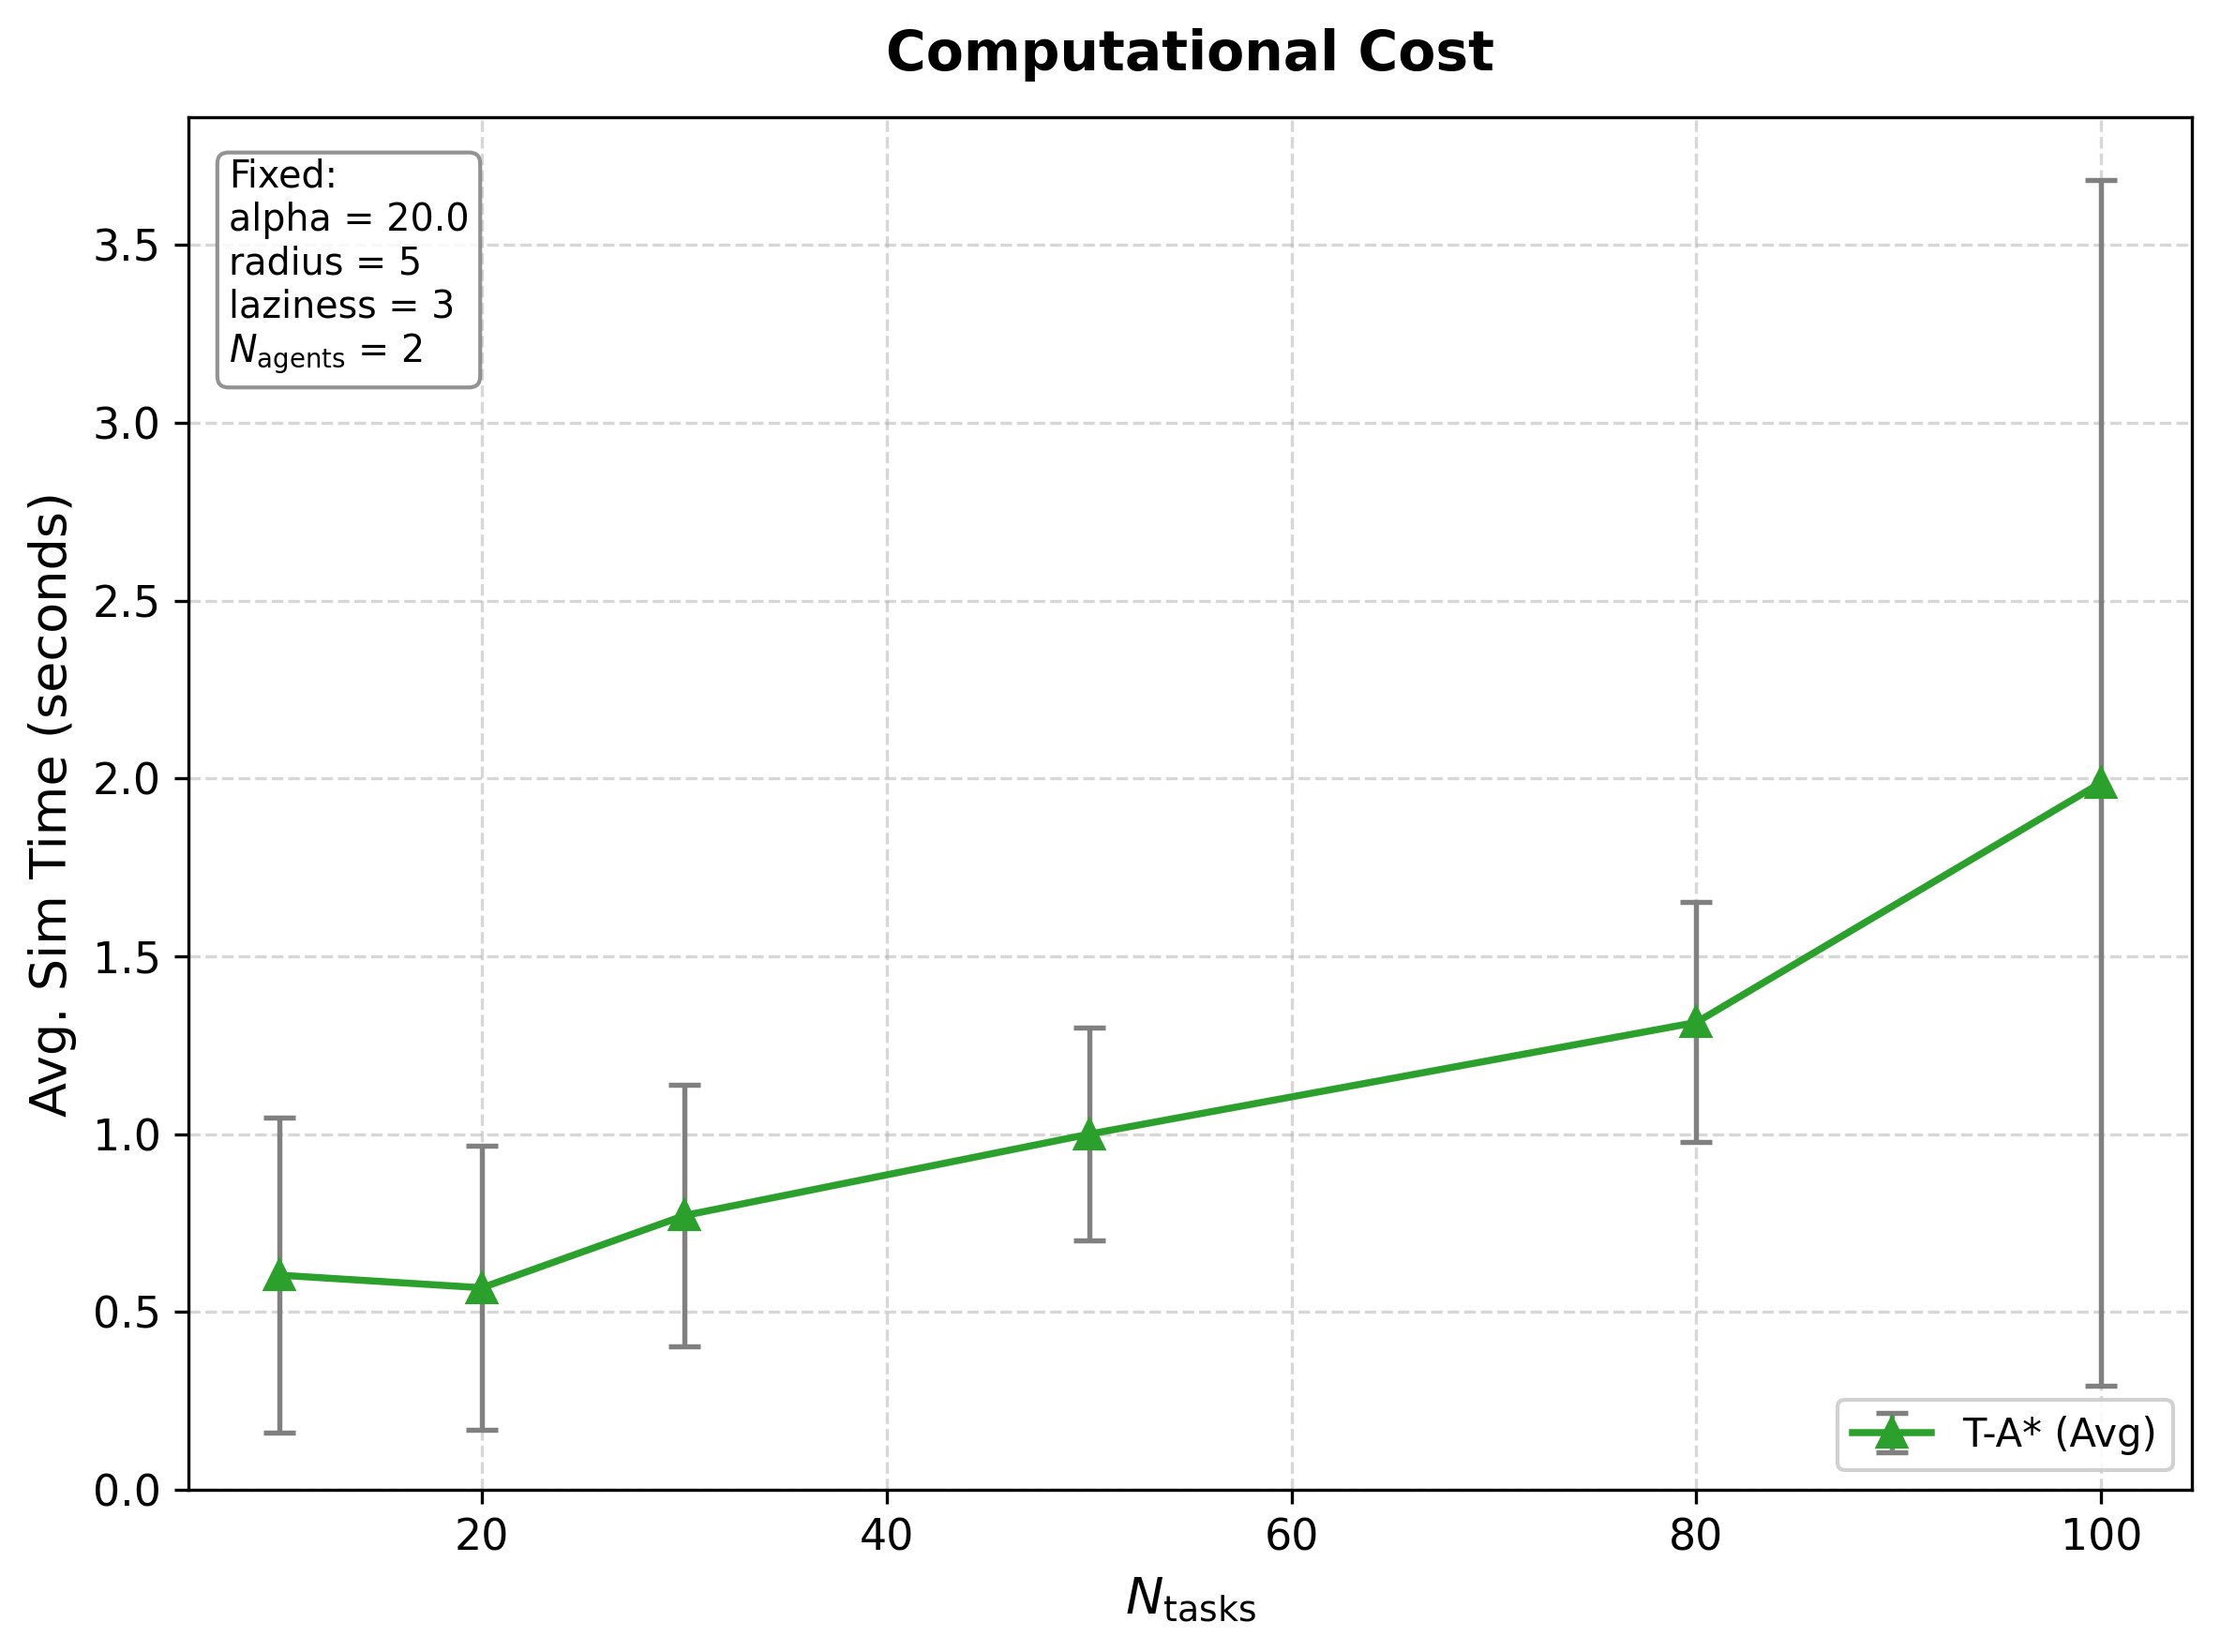 Computational Cost
Fixed:
alpha = 20.0
radius = 5
laziness = 3
N_agents = 2
Avg. Sim Time (seconds)
3.5
3.0
2.5
2.0
1.5
1.0
0.5
0.0
T-A* (Avg)
20 40 60 80 100
N_tasks